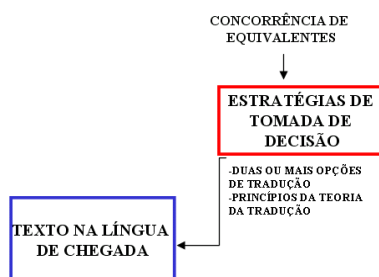 CONCORRÊNCIA DE
EQUIVALENTES
ESTRATÉGIAS DE
TOMADA DE
DECISÃO
-DUAS OU MAIS OPÇÕES
DE TRADUÇÃO
-PRINCÍPIOS DA TEORIA
DA TRADUÇÃO
TEXTO NA LÍNGUA
DE CHEGADA